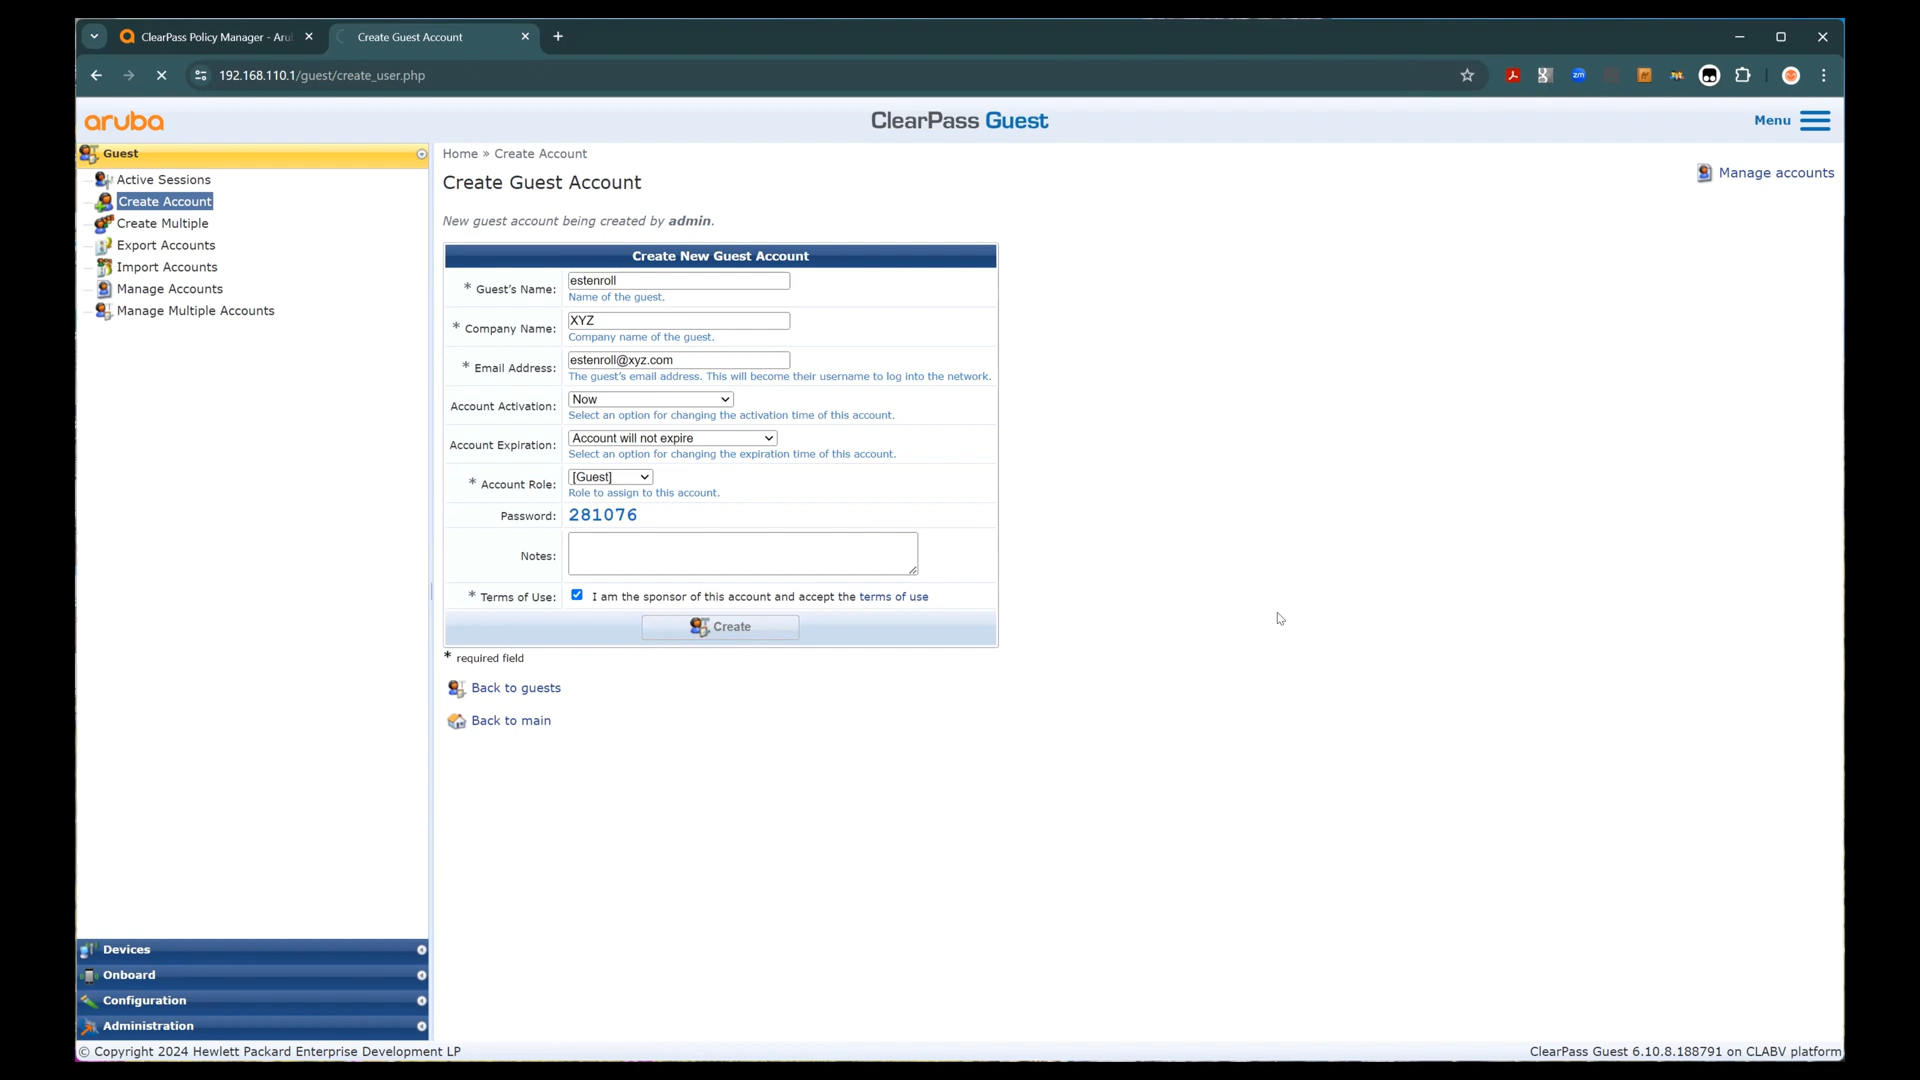 ClearPass Policy Manager - Aru
Create Guest Account
192.168.110.1/guest/create_user.php
aruba
ClearPass Guest
Menu
Guest
Active Sessions
Create Account
Create Multiple
Export Accounts
Import Accounts
Manage Accounts
Manage Multiple Accounts
Devices
Onboard
Configuration
Administration
Home » Create Account
Manage accounts
Create Guest Account
New guest account being created by admin.
Create New Guest Account
* Guest's Name: estenroll
Name of the guest.
* Company Name: XYZ
Company name of the guest.
* Email Address: estenroll@xyz.com
The guest's email address. This will become their username to log into the network.
Account Activation: Now
Select an option for changing the activation time of this account.
Account Expiration: Account will not expire
Select an option for changing the expiration time of this account.
* Account Role: [Guest]
Role to assign to this account.
Password: 281076
Notes:
* Terms of Use: I am the sponsor of this account and accept the terms of use
Create
* required field
Back to guests
Back to main
© Copyright 2024 Hewlett Packard Enterprise Development LP
ClearPass Guest 6.10.8.188791 on CLABV platform